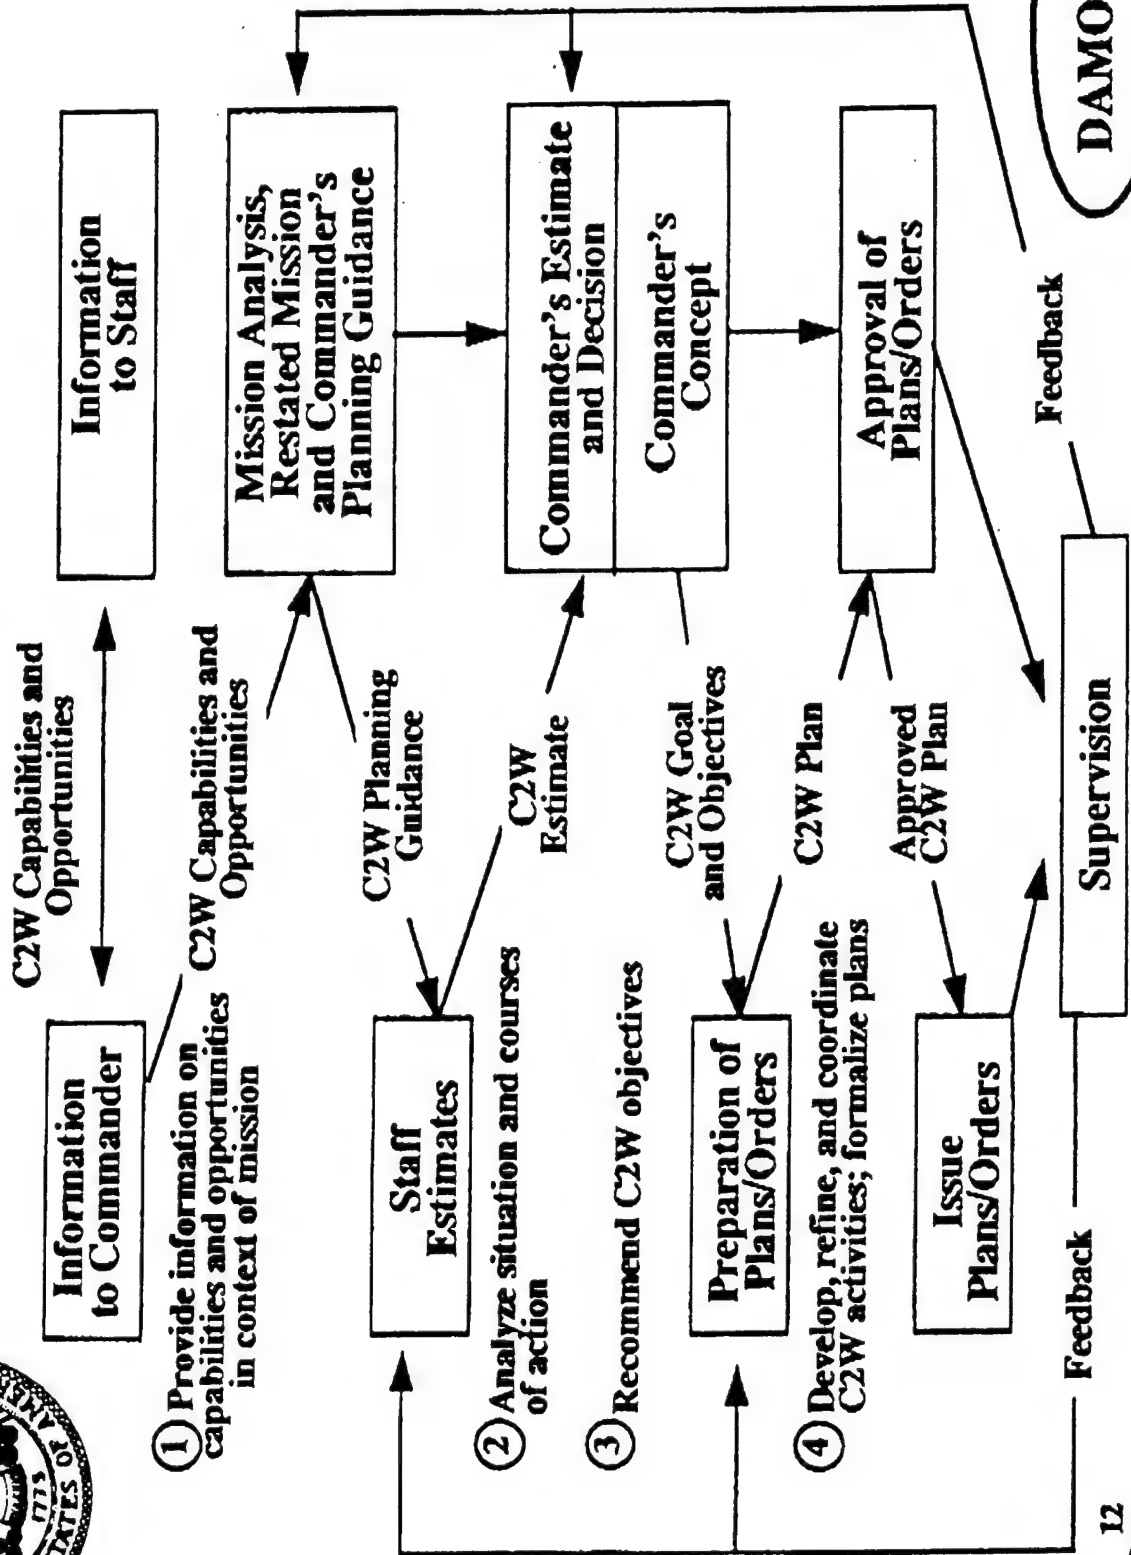 1775
STATES OF AME
C2W Capabilities and
Opportunities
Information
to Commander
Information
to Staff
① Provide information on
capabilities and opportunities
in context of mission
C2W Capabilities and
Opportunities
Mission Analysis,
Restated Mission
and Commander's
Planning Guidance
C2W Planning
Guidance
Staff
Estimates
② Analyze situation and courses
of action
C2W
Estimate
Commander's Estimate
and Decision
Commander's
Concept
③ Recommend C2W objectives
C2W Goal
and Objectives
Preparation of
Plans/Orders
④ Develop, refine, and coordinate
C2W activities; formalize plans
C2W Plan
Approval of
Plans/Orders
Approved
C2W Plan
Issue
Plans/Orders
Supervision
Feedback
Feedback
12
DAMO